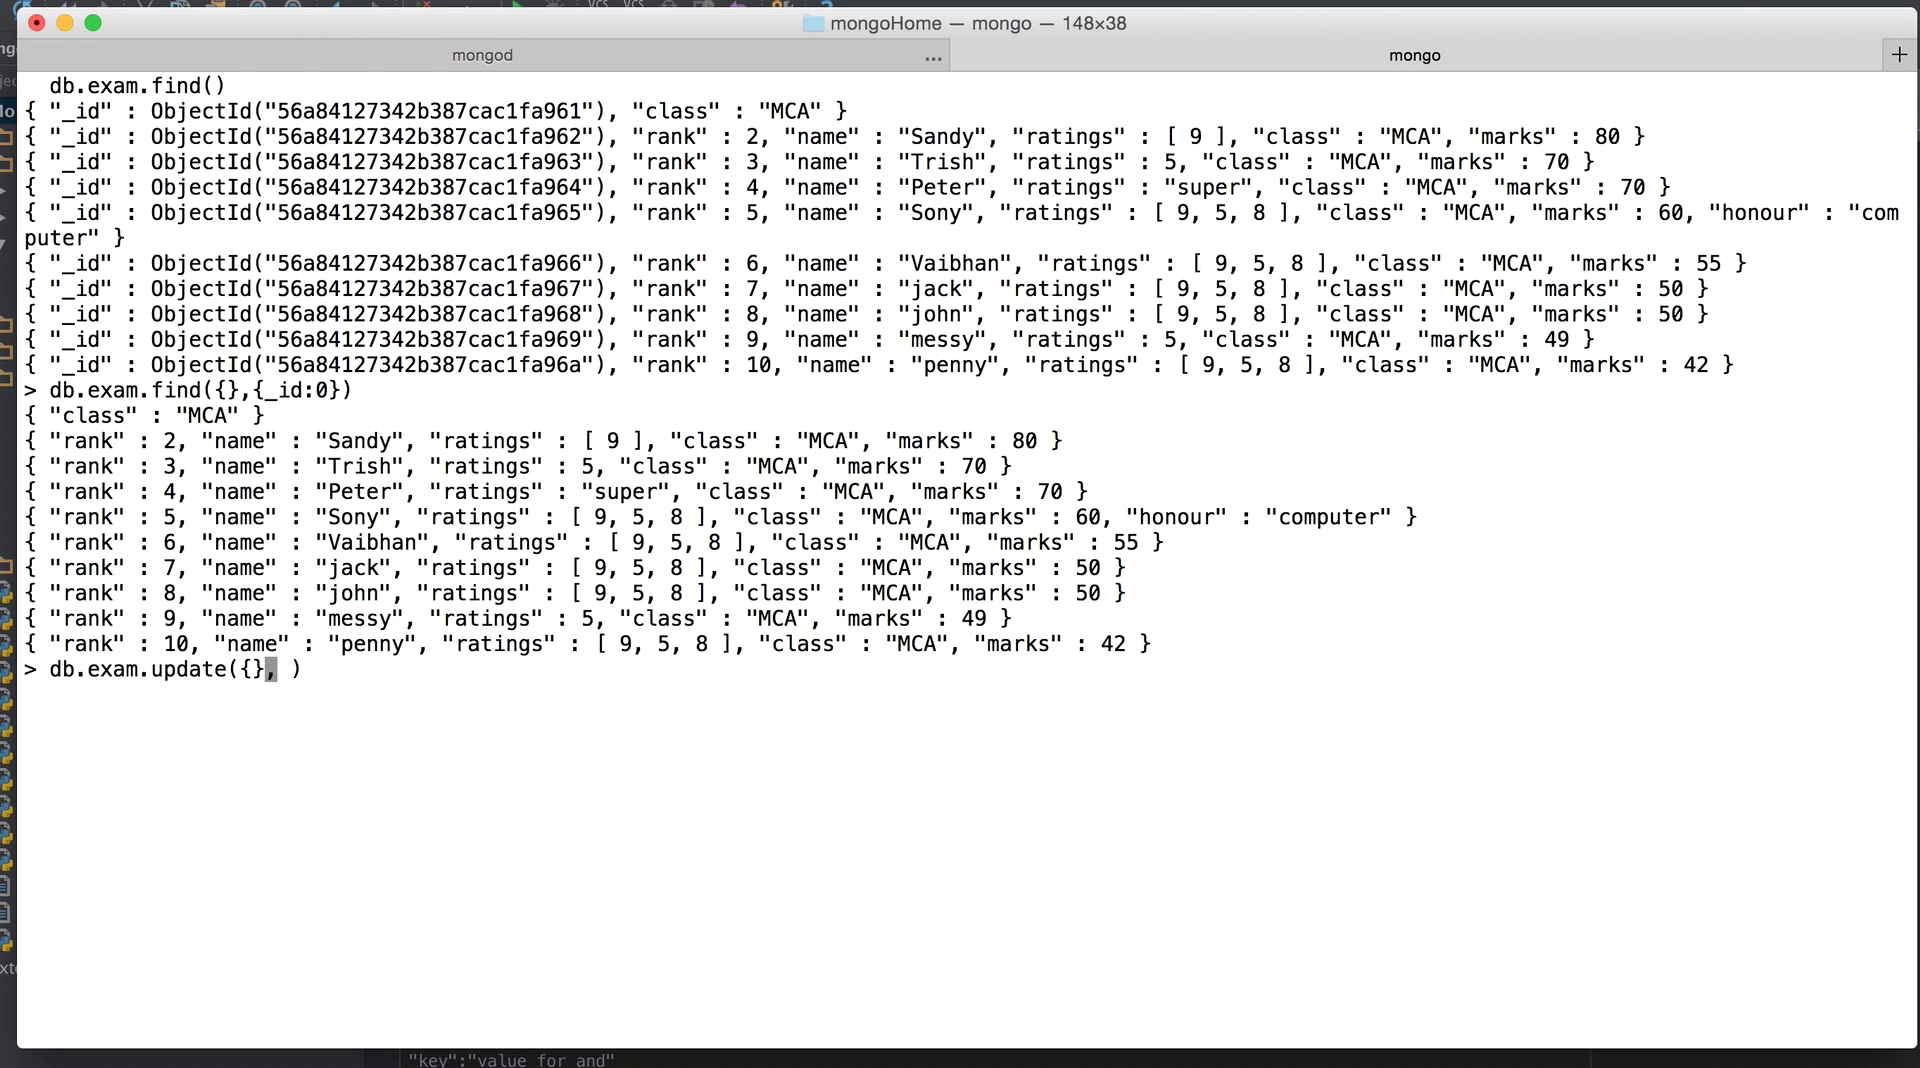 mongoHome — mongo — 148×38
mongod
...
mongo
+
db.exam.find()
{ "_id" : ObjectId("56a84127342b387cac1fa961"), "class" : "MCA" }
{ "_id" : ObjectId("56a84127342b387cac1fa962"), "rank" : 2, "name" : "Sandy", "ratings" : [ 9 ], "class" : "MCA", "marks" : 80 }
{ "_id" : ObjectId("56a84127342b387cac1fa963"), "rank" : 3, "name" : "Trish", "ratings" : 5, "class" : "MCA", "marks" : 70 }
{ "_id" : ObjectId("56a84127342b387cac1fa964"), "rank" : 4, "name" : "Peter", "ratings" : "super", "class" : "MCA", "marks" : 70 }
{ "_id" : ObjectId("56a84127342b387cac1fa965"), "rank" : 5, "name" : "Sony", "ratings" : [ 9, 5, 8 ], "class" : "MCA", "marks" : 60, "honour" : "com
puter" }
{ "_id" : ObjectId("56a84127342b387cac1fa966"), "rank" : 6, "name" : "Vaibhan", "ratings" : [ 9, 5, 8 ], "class" : "MCA", "marks" : 55 }
{ "_id" : ObjectId("56a84127342b387cac1fa967"), "rank" : 7, "name" : "jack", "ratings" : [ 9, 5, 8 ], "class" : "MCA", "marks" : 50 }
{ "_id" : ObjectId("56a84127342b387cac1fa968"), "rank" : 8, "name" : "john", "ratings" : [ 9, 5, 8 ], "class" : "MCA", "marks" : 50 }
{ "_id" : ObjectId("56a84127342b387cac1fa969"), "rank" : 9, "name" : "messy", "ratings" : 5, "class" : "MCA", "marks" : 49 }
{ "_id" : ObjectId("56a84127342b387cac1fa96a"), "rank" : 10, "name" : "penny", "ratings" : [ 9, 5, 8 ], "class" : "MCA", "marks" : 42 }
> db.exam.find({},{_id:0})
{ "class" : "MCA" }
{ "rank" : 2, "name" : "Sandy", "ratings" : [ 9 ], "class" : "MCA", "marks" : 80 }
{ "rank" : 3, "name" : "Trish", "ratings" : 5, "class" : "MCA", "marks" : 70 }
{ "rank" : 4, "name" : "Peter", "ratings" : "super", "class" : "MCA", "marks" : 70 }
{ "rank" : 5, "name" : "Sony", "ratings" : [ 9, 5, 8 ], "class" : "MCA", "marks" : 60, "honour" : "computer" }
{ "rank" : 6, "name" : "Vaibhan", "ratings" : [ 9, 5, 8 ], "class" : "MCA", "marks" : 55 }
{ "rank" : 7, "name" : "jack", "ratings" : [ 9, 5, 8 ], "class" : "MCA", "marks" : 50 }
{ "rank" : 8, "name" : "john", "ratings" : [ 9, 5, 8 ], "class" : "MCA", "marks" : 50 }
{ "rank" : 9, "name" : "messy", "ratings" : 5, "class" : "MCA", "marks" : 49 }
{ "rank" : 10, "name" : "penny", "ratings" : [ 9, 5, 8 ], "class" : "MCA", "marks" : 42 }
> db.exam.update({}, )
"key":"value for and"